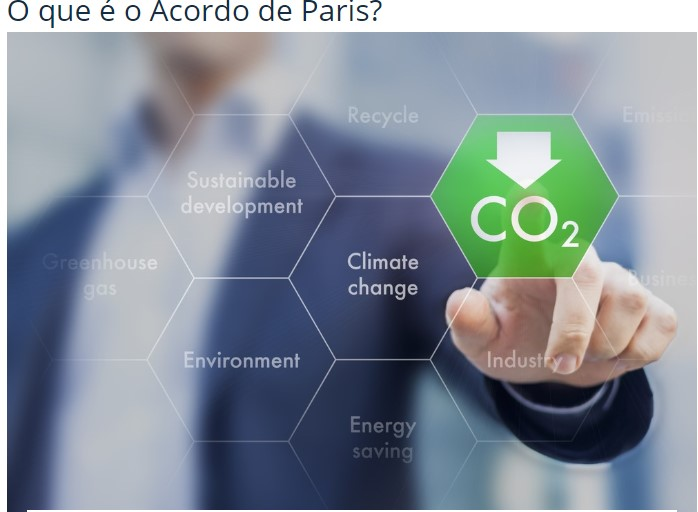 O que é o Acordo de Paris?
Recycle
Sustainable
development
CO₂
Greenhouse
gas
Climate
change
Environment
Industry
Energy
saving